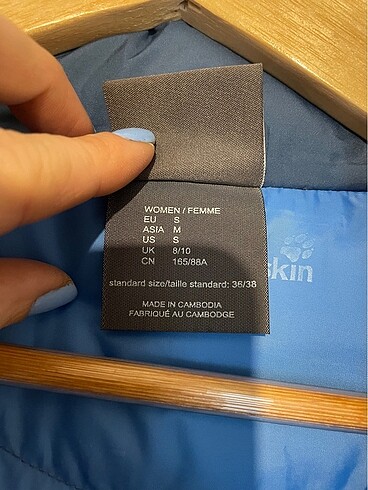 WOMEN / FEMME
EU S
ASIA M
US S
UK 8/10
CN 165/88A
standard size/taille standard: 36/38
MADE IN CAMBODIA
FABRIQUÉ AU CAMBODGE
skin